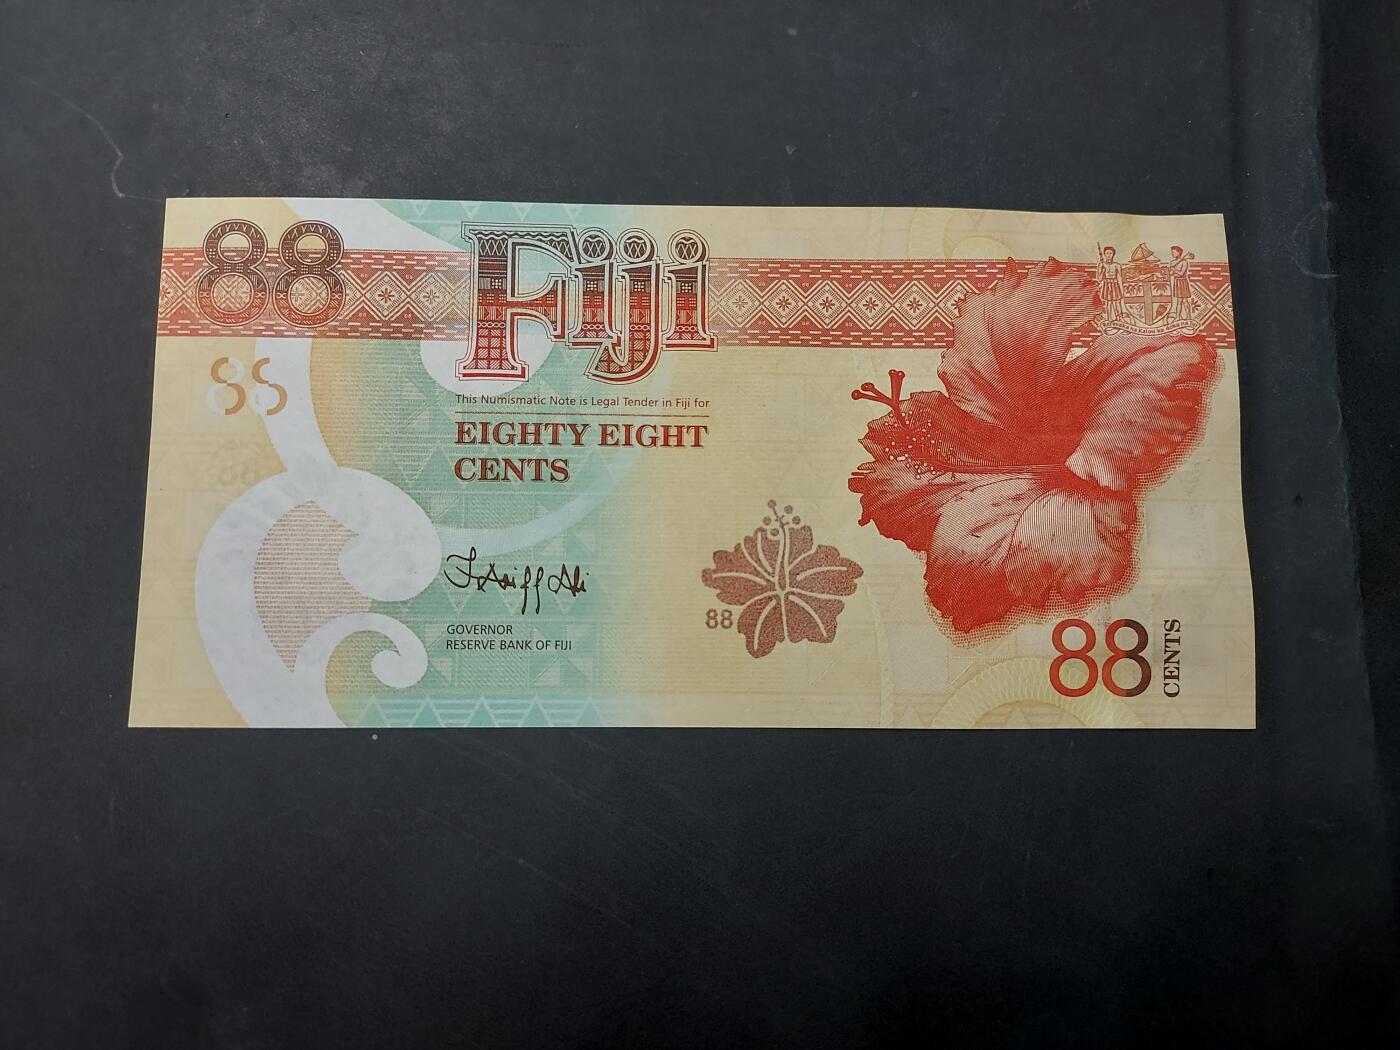 88
Fiji
88
This Numismatic Note is Legal Tender in Fiji for
EIGHTY EIGHT
CENTS
88
GOVERNOR
RESERVE BANK OF FIJI
88
CENTS